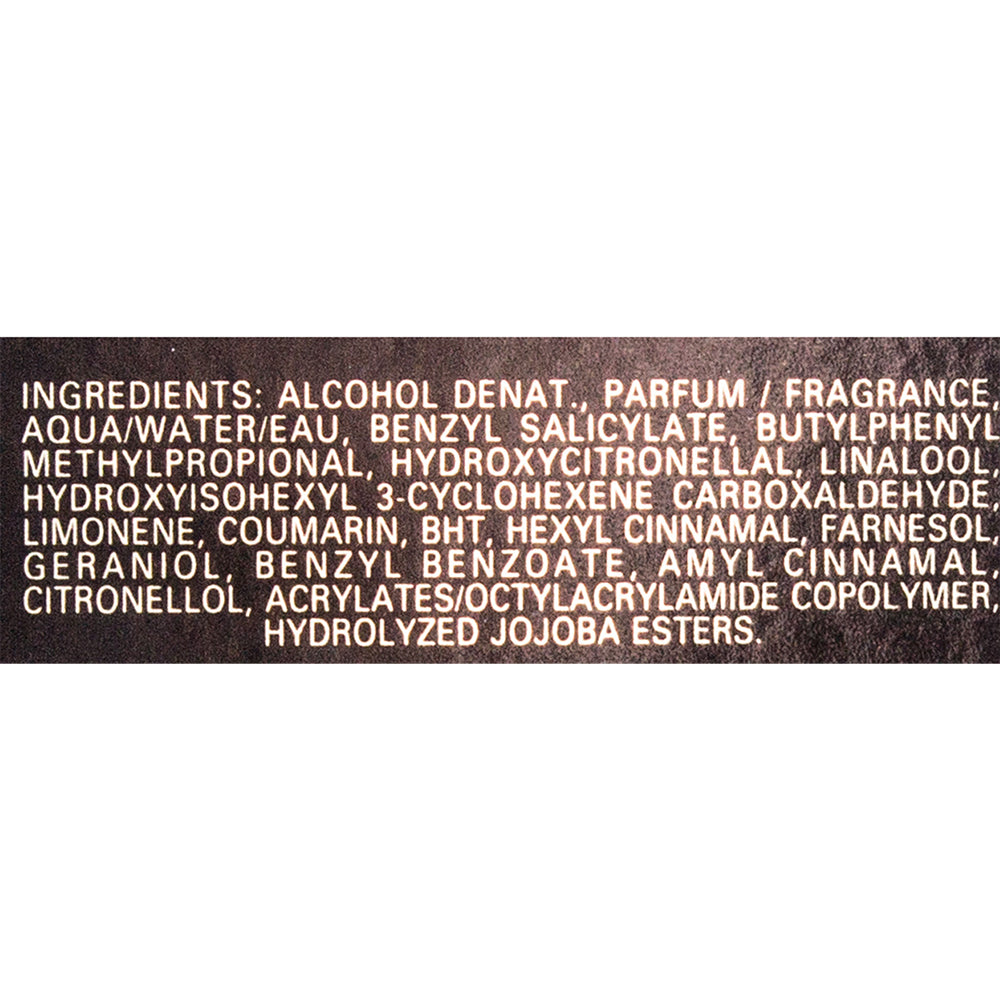 INGREDIENTS: ALCOHOL DENAT., PARFUM / FRAGRANCE,
AQUA/WATER/EAU, BENZYL SALICYLATE, BUTYLPHENYL
METHYLPROPIONAL, HYDROXYCITRONELLAL, LINALOOL,
HYDROXYISOHEXYL 3-CYCLOHEXENE CARBOXALDEHYDE,
LIMONENE, COUMARIN, BHT, HEXYL CINNAMAL, FARNESOL,
GERANIOL, BENZYL BENZOATE, AMYL CINNAMAL,
CITRONELLOL, ACRYLATES/OCTYLACRYLAMIDE COPOLYMER,
HYDROLYZED JOJOBA ESTERS.